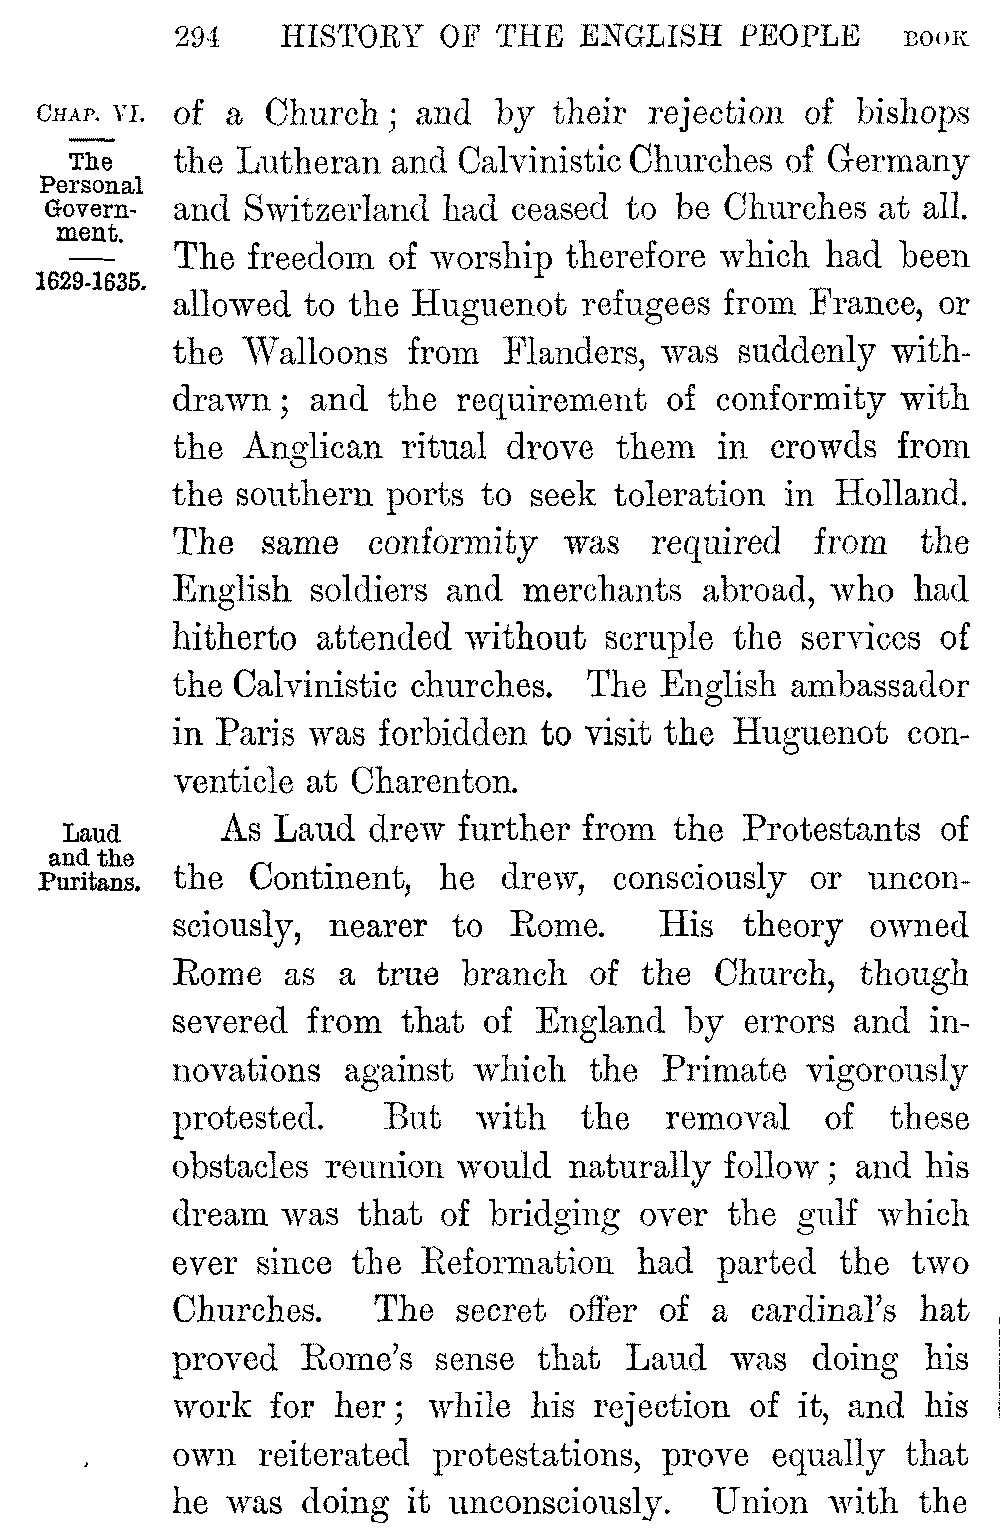 294 HISTORY OF THE ENGLISH PEOPLE BOOK
CHAP. VI.
The
Personal
Govern-
ment.
1629-1635.
of a Church; and by their rejection of bishops
the Lutheran and Calvinistic Churches of Germany
and Switzerland had ceased to be Churches at all.
The freedom of worship therefore which had been
allowed to the Huguenot refugees from France, or
the Walloons from Flanders, was suddenly with-
drawn; and the requirement of conformity with
the Anglican ritual drove them in crowds from
the southern ports to seek toleration in Holland.
The same conformity was required from the
English soldiers and merchants abroad, who had
hitherto attended without scruple the services of
the Calvinistic churches. The English ambassador
in Paris was forbidden to visit the Huguenot con-
venticle at Charenton.
Laud
and the
Puritans.
As Laud drew further from the Protestants of
the Continent, he drew, consciously or uncon-
sciously, nearer to Rome. His theory owned
Rome as a true branch of the Church, though
severed from that of England by errors and in-
novations against which the Primate vigorously
protested. But with the removal of these
obstacles reunion would naturally follow; and his
dream was that of bridging over the gulf which
ever since the Reformation had parted the two
Churches. The secret offer of a cardinal's hat
proved Rome's sense that Laud was doing his
work for her; while his rejection of it, and his
own reiterated protestations, prove equally that
he was doing it unconsciously. Union with the